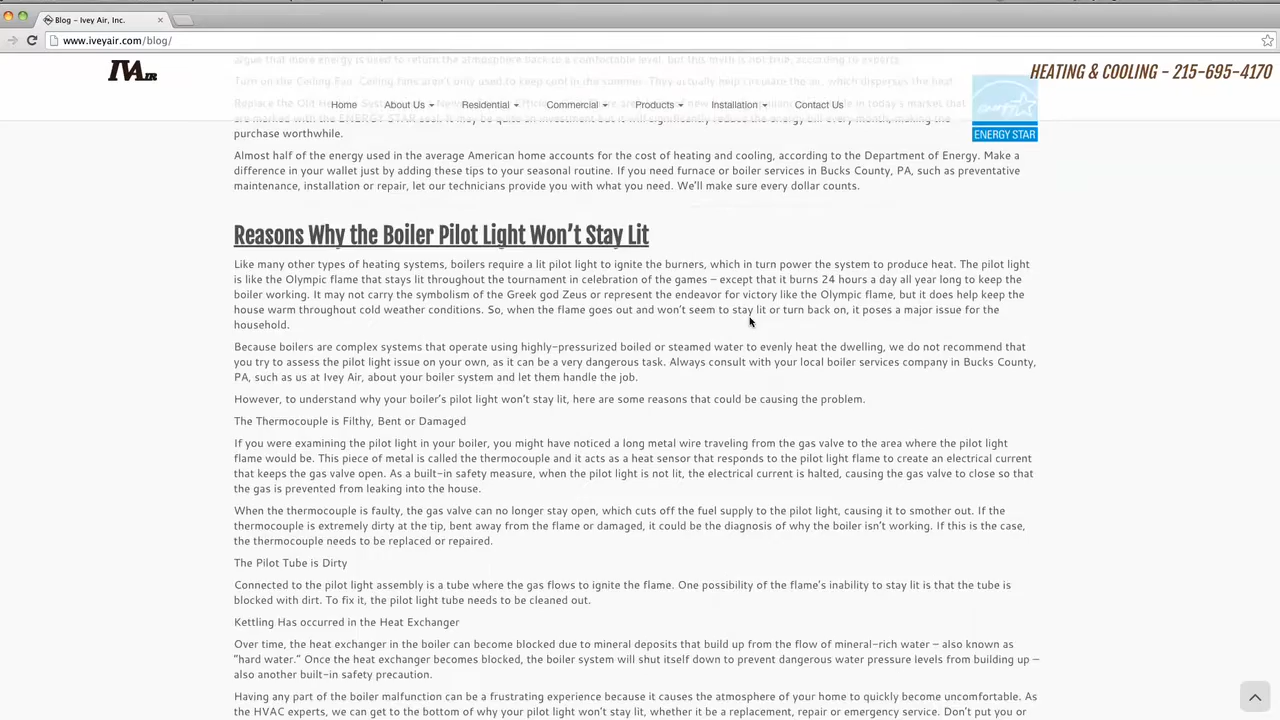 Blog – Ivey Air, Inc.
www.iveyair.com/blog/
IVAIR
HEATING & COOLING - 215-695-4170
argue that more energy is used to return the atmosphere back to a comfortable level, but this myth is not true, according to experts.
Turn on the Ceiling Fan. Ceiling fans aren't only used to keep cool in the summer. They actually help circulate the air, which disperses the heat.
Home About Us Residential Commercial Products Installation Contact Us
Replace the Old in today's market that
are marked with the ENERGY STAR seal. It may be quite an investment but it will significantly reduce the energy bill every month, making the
purchase worthwhile.
ENERGY STAR
Almost half of the energy used in the average American home accounts for the cost of heating and cooling, according to the Department of Energy. Make a
difference in your wallet just by adding these tips to your seasonal routine. If you need furnace or boiler services in Bucks County, PA, such as preventative
maintenance, installation or repair, let our technicians provide you with what you need. We'll make sure every dollar counts.
Reasons Why the Boiler Pilot Light Won't Stay Lit
Like many other types of heating systems, boilers require a lit pilot light to ignite the burners, which in turn power the system to produce heat. The pilot light
is like the Olympic flame that stays lit throughout the tournament in celebration of the games – except that it burns 24 hours a day all year long to keep the
boiler working. It may not carry the symbolism of the Greek god Zeus or represent the endeavor for victory like the Olympic flame, but it does help keep the
house warm throughout cold weather conditions. So, when the flame goes out and won't seem to stay lit or turn back on, it poses a major issue for the
household.
Because boilers are complex systems that operate using highly-pressurized boiled or steamed water to evenly heat the dwelling, we do not recommend that
you try to assess the pilot light issue on your own, as it can be a very dangerous task. Always consult with your local boiler services company in Bucks County,
PA, such as us at Ivey Air, about your boiler system and let them handle the job.
However, to understand why your boiler's pilot light won't stay lit, here are some reasons that could be causing the problem.
The Thermocouple is Filthy, Bent or Damaged
If you were examining the pilot light in your boiler, you might have noticed a long metal wire traveling from the gas valve to the area where the pilot light
flame would be. This piece of metal is called the thermocouple and it acts as a heat sensor that responds to the pilot light flame to create an electrical current
that keeps the gas valve open. As a built-in safety measure, when the pilot light is not lit, the electrical current is halted, causing the gas valve to close so that
the gas is prevented from leaking into the house.
When the thermocouple is faulty, the gas valve can no longer stay open, which cuts off the fuel supply to the pilot light, causing it to smother out. If the
thermocouple is extremely dirty at the tip, bent away from the flame or damaged, it could be the diagnosis of why the boiler isn't working. If this is the case,
the thermocouple needs to be replaced or repaired.
The Pilot Tube is Dirty
Connected to the pilot light assembly is a tube where the gas flows to ignite the flame. One possibility of the flame's inability to stay lit is that the tube is
blocked with dirt. To fix it, the pilot light tube needs to be cleaned out.
Kettling Has occurred in the Heat Exchanger
Over time, the heat exchanger in the boiler can become blocked due to mineral deposits that build up from the flow of mineral-rich water – also known as
"hard water." Once the heat exchanger becomes blocked, the boiler system will shut itself down to prevent dangerous water pressure levels from building up –
also another built-in safety precaution.
Having any part of the boiler malfunction can be a frustrating experience because it causes the atmosphere of your home to quickly become uncomfortable. As
the HVAC experts, we can get to the bottom of why your pilot light won't stay lit, whether it be a replacement, repair or emergency service. Don't put you or